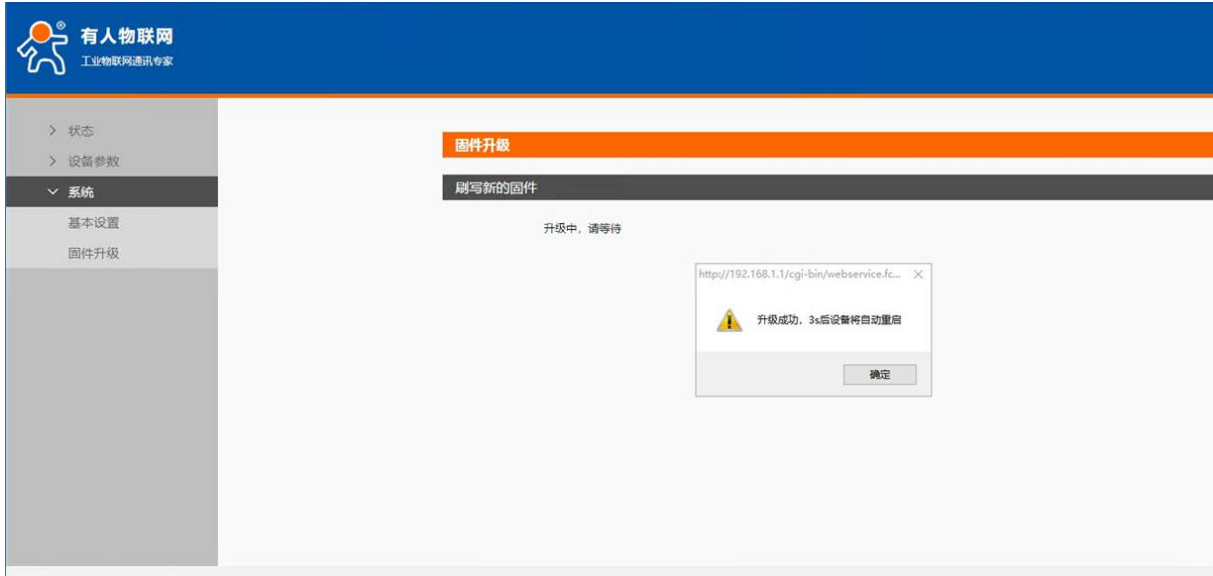 ®
有人物联网
工业物联网通讯专家
> 状态
> 设备参数
系统
基本设置
固件升级
固件升级
刷写新的固件
升级中，请等待
http://192.168.1.1/cgi-bin/webservice.fc...
升级成功，3s后设备将自动重启
确定